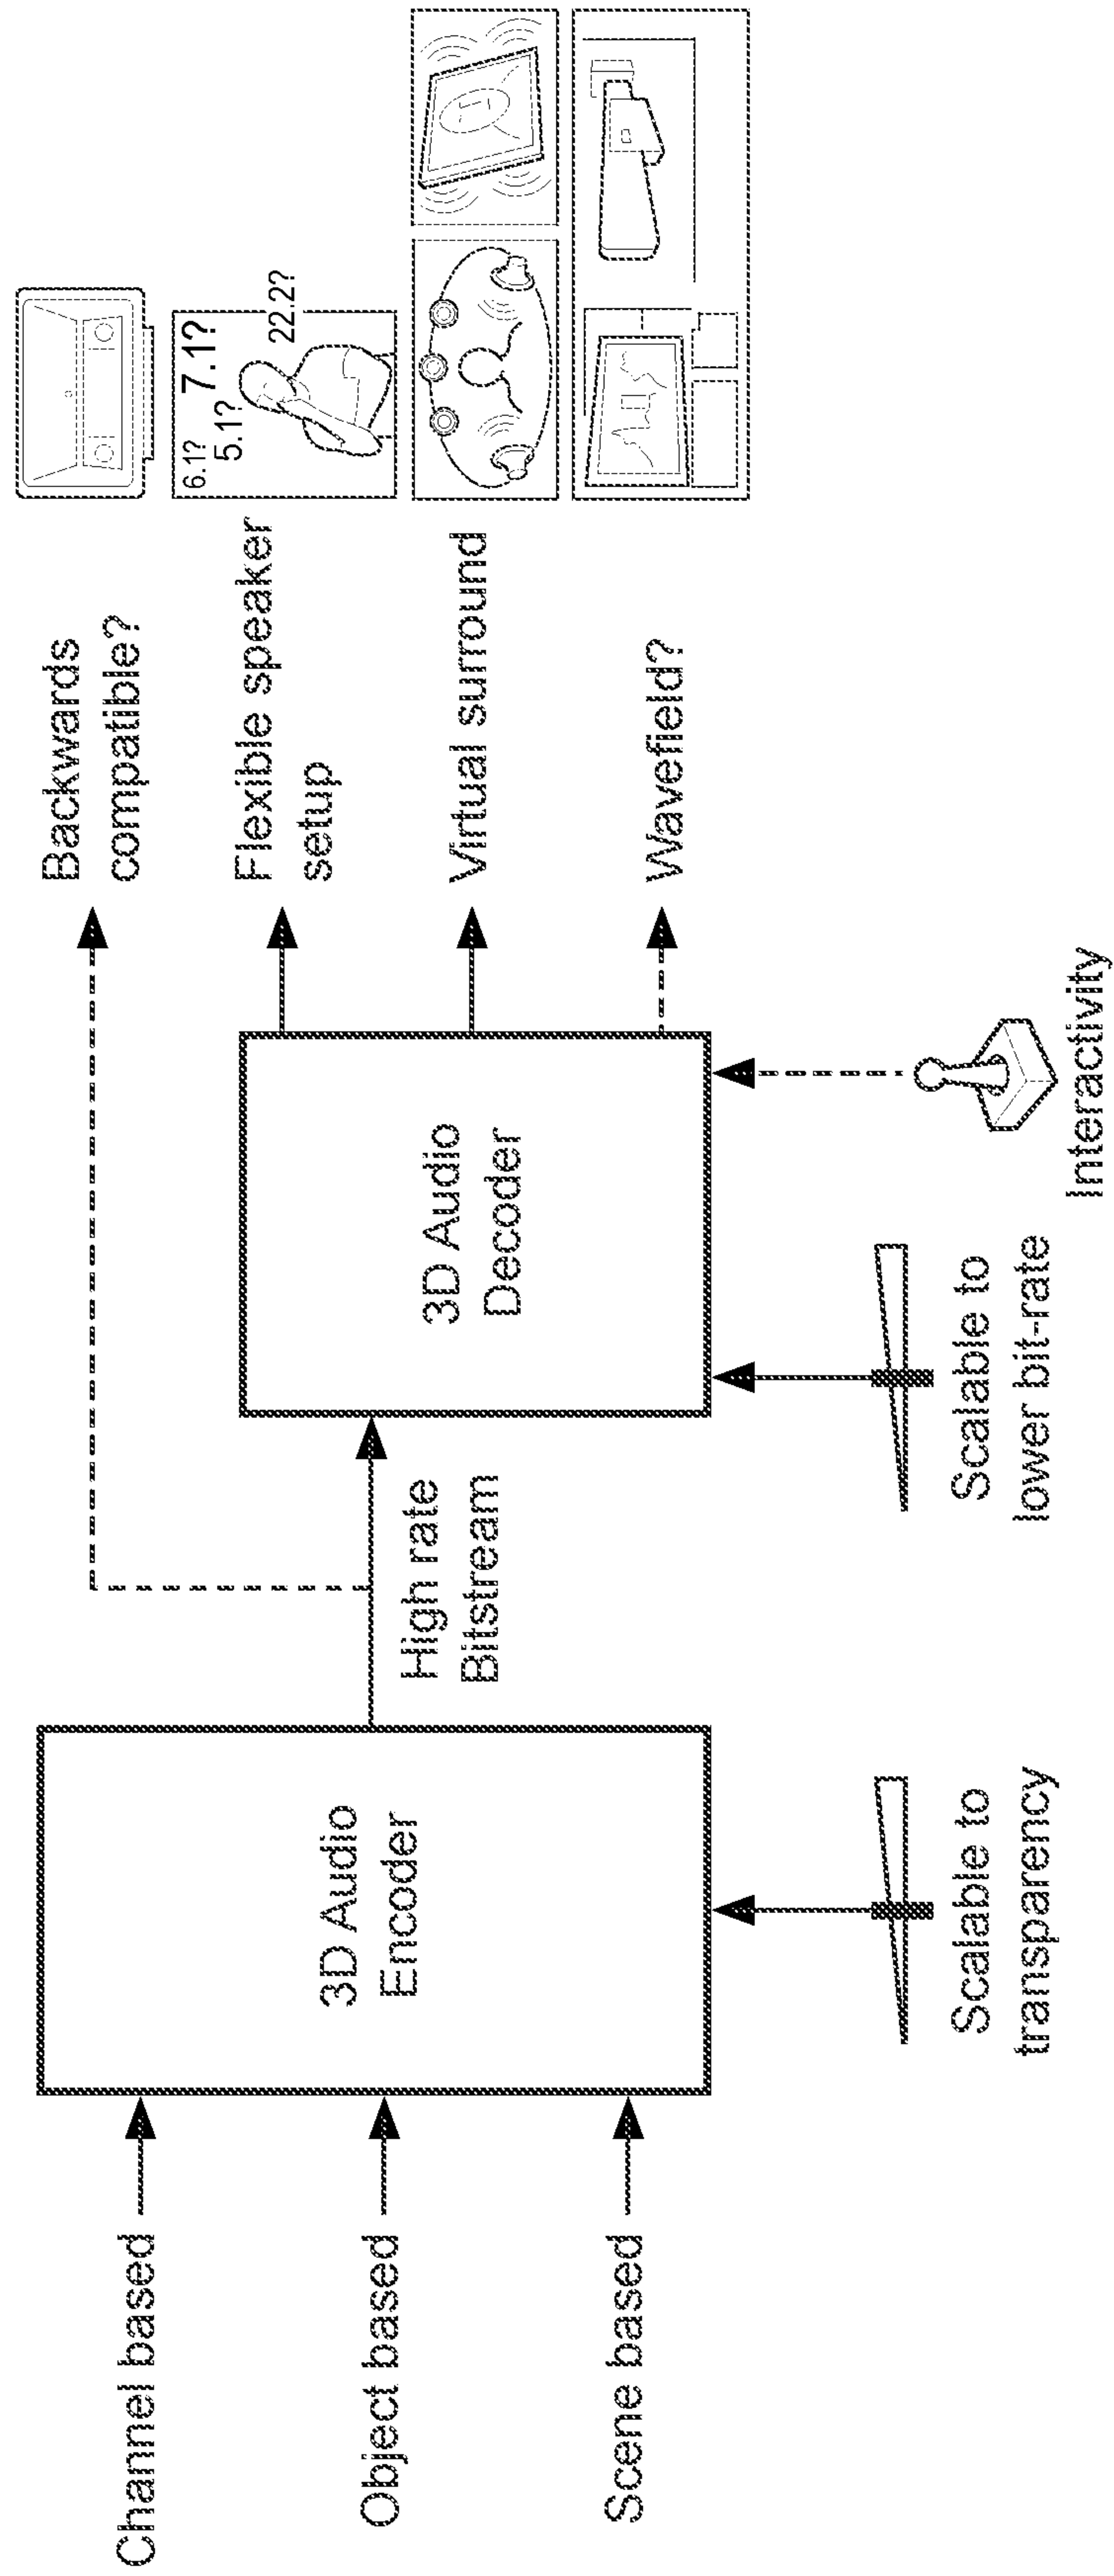 Channel based
Object based
Scene based
3D Audio
Encoder
Scalable to
transparency
High rate
Bitstream
3D Audio
Decoder
Scalable to
lower bit-rate
Interactivity
Backwards
compatible?
Flexible speaker
setup
Virtual surround
Wavefield?
6.1?
7.1?
5.1?
22.2?